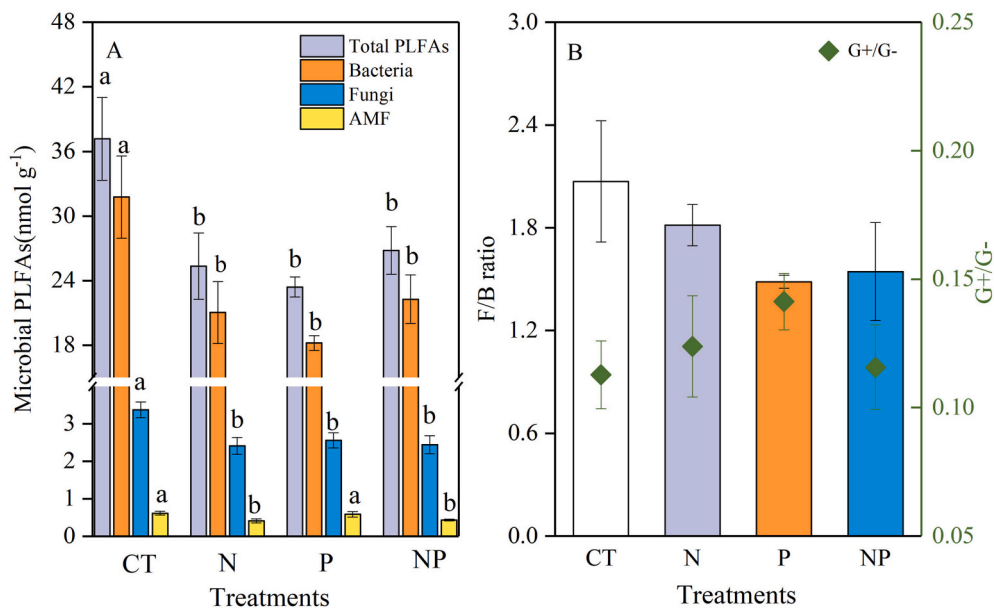 A
Total PLFAs
Bacteria
Fungi
AMF
Microbial PLFAs(nmol g-1)
48
42
36
30
24
18
3
2
1
0
a
a
a
a
b
b
b
b
b
b
b
a
b
b
b
b
CT
N
P
NP
Treatments
B
G+/G-
F/B ratio
3.0
2.4
1.8
1.2
0.6
0.0
0.25
0.20
0.15
0.10
0.05
G+/G-
CT
N
P
NP
Treatments